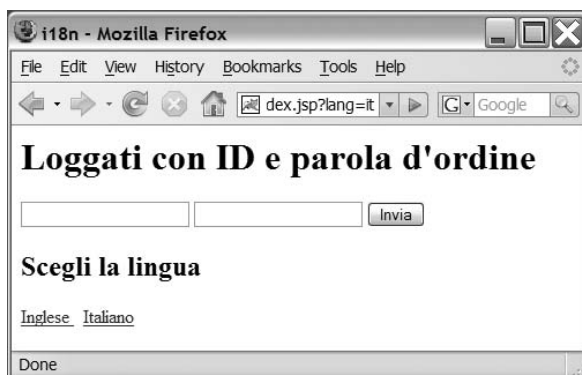 i18n - Mozilla Firefox
File Edit View History Bookmarks Tools Help
dex.jsp?lang=it G Google
Loggati con ID e parola d'ordine
Invia
Scegli la lingua
Inglese Italiano
Done